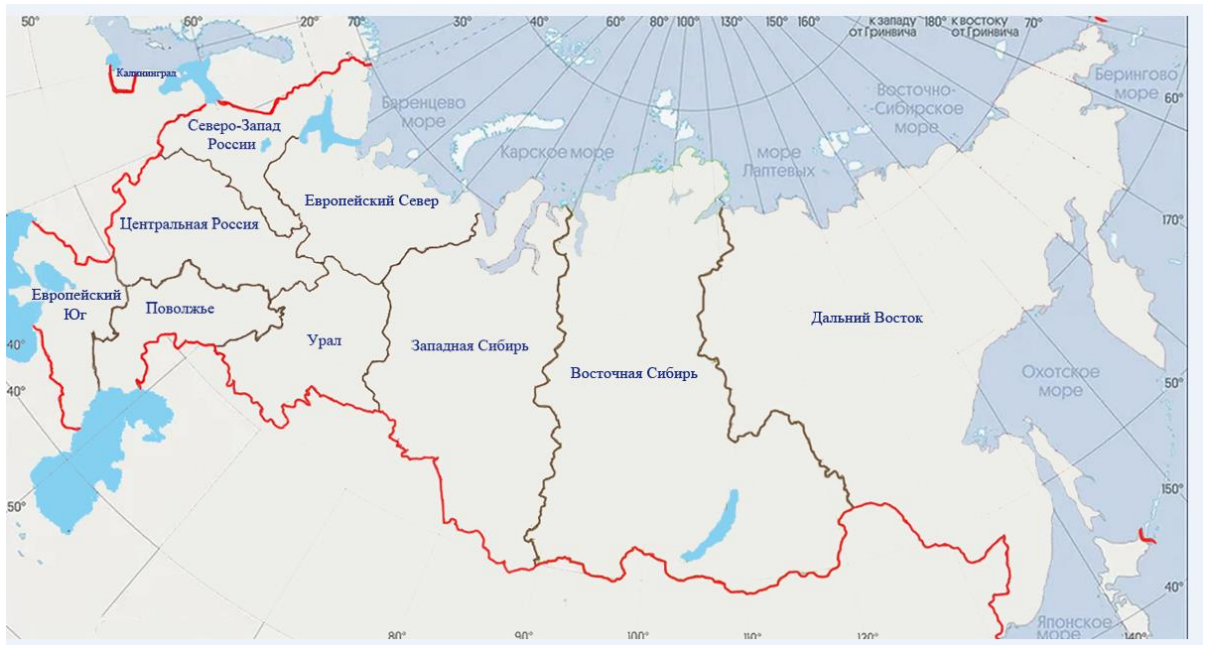 50° 60° 20° 70° 30° 40° 60° 80° 100° 130° 150° 160° к западу 180° к востоку 70°
от Гринвича от Гринвича
Калининград
Берингово
море
60°
Баренцево
море
Восточно-
Сибирское
море
Северо-Запад
России
Карское море
море
Лаптевых
Европейский Север
170°
Центральная Россия
Европейский
Юг
Поволжье
Урал
Западная Сибирь
Восточная Сибирь
Дальний Восток
40°
Охотское
море
50°
40°
50°
150°
40°
Японское
море
80° 90° 100° 110° 120° 140°